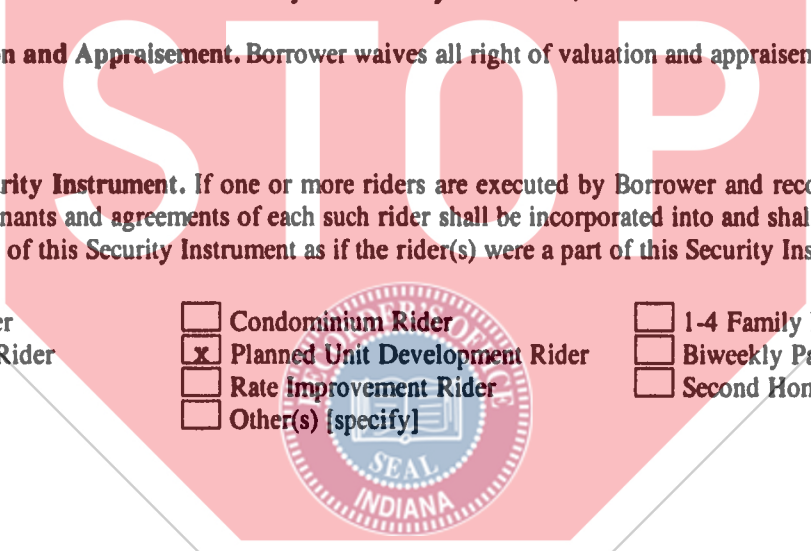 STOP
n and Appraisement. Borrower waives all right of valuation and appraisen
rity Instrument. If one or more riders are executed by Borrower and reco
nants and agreements of each such rider shall be incorporated into and shal
of this Security Instrument as if the rider(s) were a part of this Security Ins
er Condominium Rider 1-4 Family
Rider x Planned Unit Development Rider Biweekly Pa
Rate Improvement Rider Second Hon
Other(s) [specify]
RECORDER'S OFFICE
SEAL
INDIANA